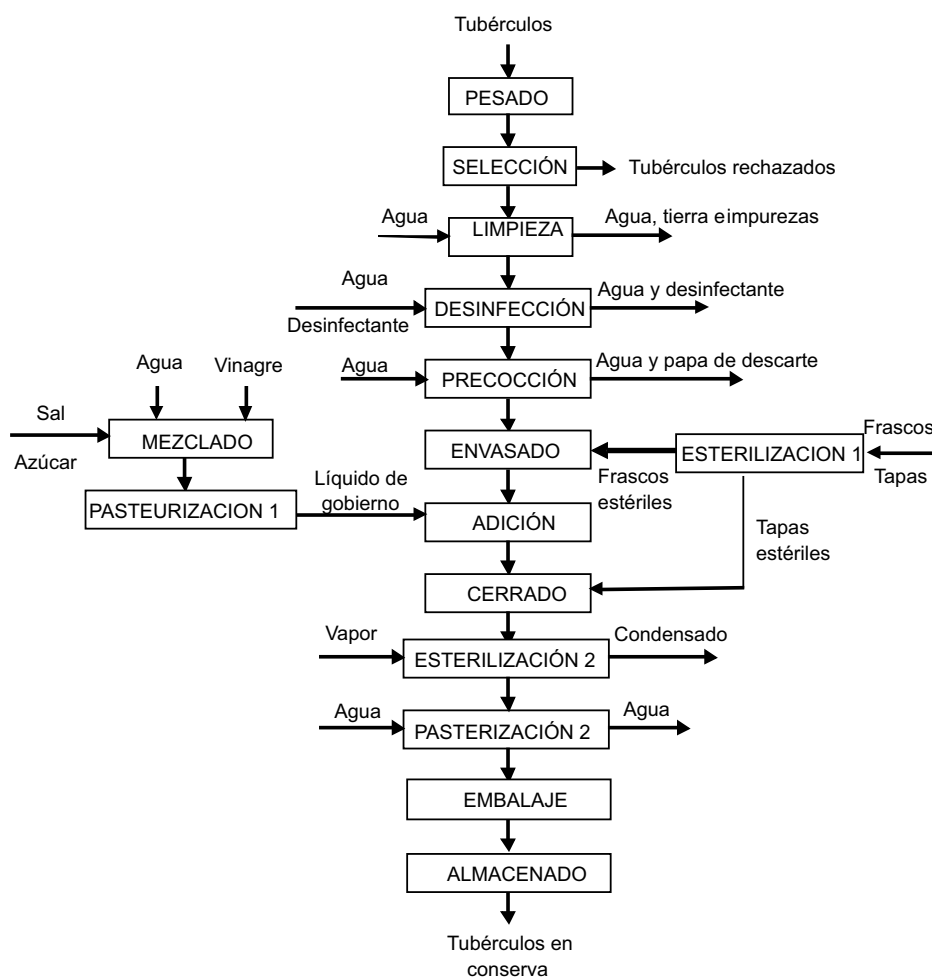 Tubérculos
PESADO
SELECCIÓN
Tubérculos rechazados
Agua
LIMPIEZA
Agua, tierra e impurezas
Agua
Desinfectante
DESINFECCIÓN
Agua y desinfectante
Agua
PRECOCCIÓN
Agua y papa de descarte
Agua
Vinagre
Sal
Azúcar
MEZCLADO
ENVASADO
Frascos
estériles
ESTERILIZACION 1
Frascos
Tapas
PASTEURIZACION 1
Líquido de
gobierno
ADICIÓN
Tapas
estériles
CERRADO
Vapor
ESTERILIZACIÓN 2
Condensado
Agua
PASTERIZACIÓN 2
Agua
EMBALAJE
ALMACENADO
Tubérculos en
conserva